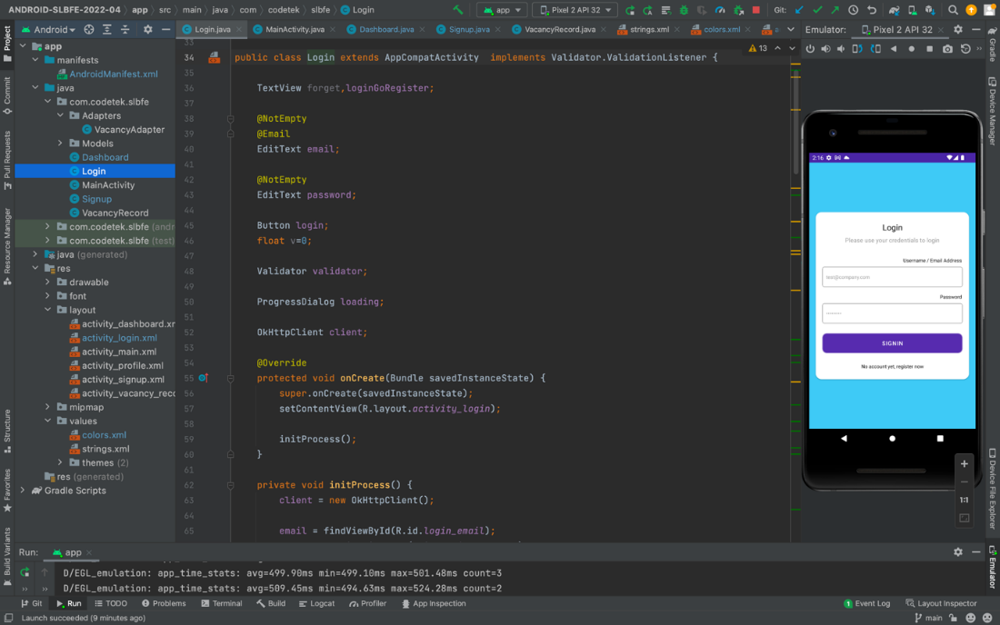 ANDROID-SLBFE-2022-04 app src main java com codetek slbfe Login
app Pixel 2 API 32 Git:
Android
Login.java MainActivity.java Dashboard.java Signup.java VacancyRecord.java strings.xml colors.xml
Emulator: Pixel 2 API 32
Project
Commit
Pull Requests
Resource Manager
Structure
Favorites
Build Variants
app
manifests
AndroidManifest.xml
java
com.codetek.slbfe
Adapters
VacancyAdapter
Models
Dashboard
Login
MainActivity
Signup
VacancyRecord
com.codetek.slbfe (andr
com.codetek.slbfe (test)
java (generated)
res
drawable
font
layout
activity_dashboard.xr
activity_login.xml
activity_main.xml
activity_profile.xml
activity_signup.xml
activity_vacancy_reco
mipmap
values
colors.xml
strings.xml
themes (2)
res (generated)
Gradle Scripts
13
33
34 public class Login extends AppCompatActivity implements Validator.ValidationListener {
35
36 TextView forget,loginGoRegister;
37
38 @NotEmpty
39 @Email
40 EditText email;
41
42 @NotEmpty
43 EditText password;
44
45 Button login;
46 float v=0;
47
48 Validator validator;
49
50 ProgressDialog loading;
51
52 OkHttpClient client;
53
54 @Override
55 protected void onCreate(Bundle savedInstanceState) {
56 super.onCreate(savedInstanceState);
57 setContentView(R.layout.activity_login);
58
59 initProcess();
60 }
61
62 private void initProcess() {
63 client = new OkHttpClient();
64
65 email = findViewById(R.id.login_email);
2:16
Login
Please use your credentials to login
Username / Email Address
test@company.com
Password
SIGNIN
No account yet, register now
1:1
Gradle
Device Manager
Device File Explorer
Emulator
Run: app
D/EGL_emulation: app_time_stats: avg=499.90ms min=499.10ms max=501.48ms count=3
D/EGL_emulation: app_time_stats: avg=509.45ms min=494.63ms max=524.28ms count=2
Git Run TODO Problems Terminal Build Logcat Profiler App Inspection 1 Event Log Layout Inspector
Launch succeeded (9 minutes ago) main